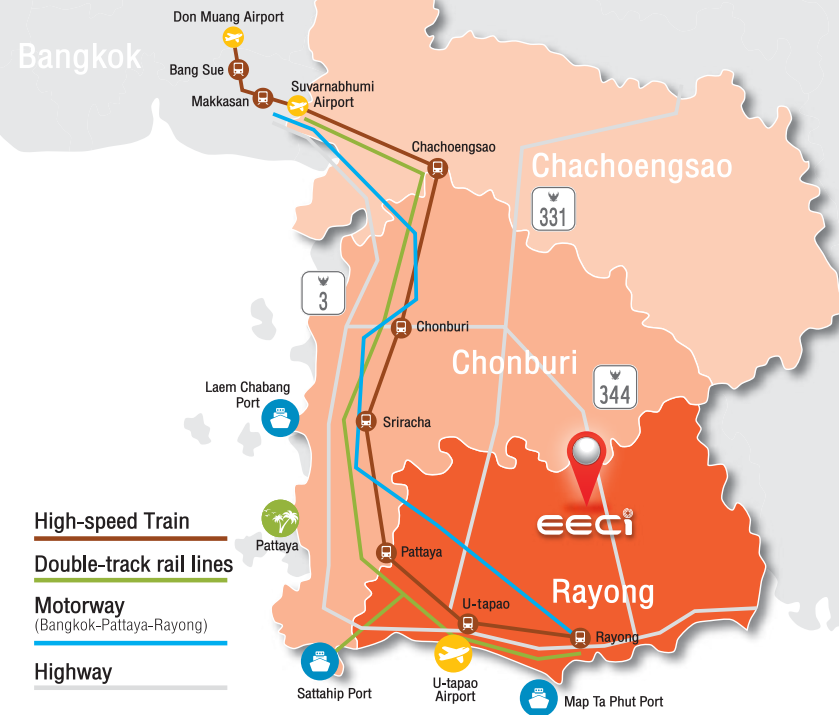 Don Muang Airport
Bangkok
Bang Sue
Suvarnabhumi
Airport
Makkasan
Chachoengsao
Chachoengsao
331
3
Chonburi
Chonburi
344
Laem Chabang
Port
Sriracha
EECi
High-speed Train
Pattaya
Double-track rail lines
Pattaya
Motorway
(Bangkok-Pattaya-Rayong)
Rayong
U-tapao
Rayong
Highway
Sattahip Port
U-tapao
Airport
Map Ta Phut Port